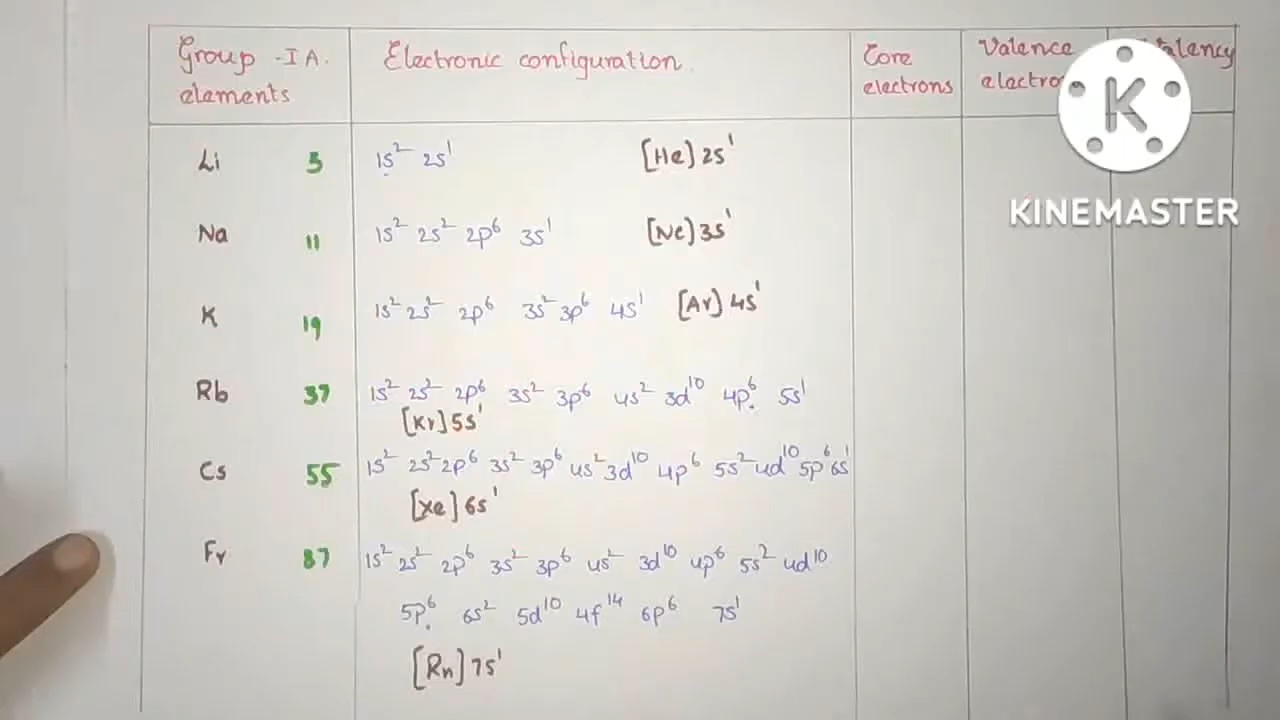 Group - I A. elements
Electronic configuration
Core electrons
Valence electro
alency
Li 3 1s² 2s¹ [He] 2s¹
Na 11 1s² 2s² 2p⁶ 3s¹ [Ne] 3s¹
K 19 1s² 2s² 2p⁶ 3s² 3p⁶ 4s¹ [Ar] 4s¹
Rb 37 1s² 2s² 2p⁶ 3s² 3p⁶ 4s² 3d¹⁰ 4p⁶ 5s¹
[Kr] 5s¹
Cs 55 1s² 2s² 2p⁶ 3s² 3p⁶ 4s² 3d¹⁰ 4p⁶ 5s² 4d¹⁰ 5p⁶ 6s¹
[Xe] 6s¹
Fr 87 1s² 2s² 2p⁶ 3s² 3p⁶ 4s² 3d¹⁰ 4p⁶ 5s² 4d¹⁰
5p⁶ 6s² 5d¹⁰ 4f¹⁴ 6p⁶ 7s¹
[Rn] 7s¹
K
KINEMASTER